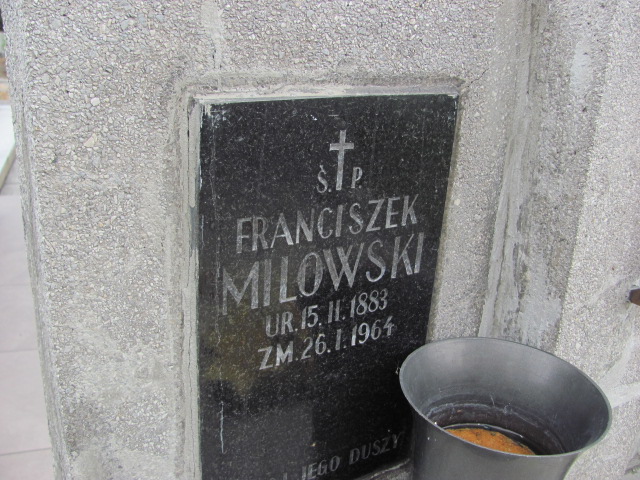 Ś. P.
FRANCISZEK
MILOWSKI
UR. 15. II. 1883
ZM. 26. I. 1964
JEGO DUSZY